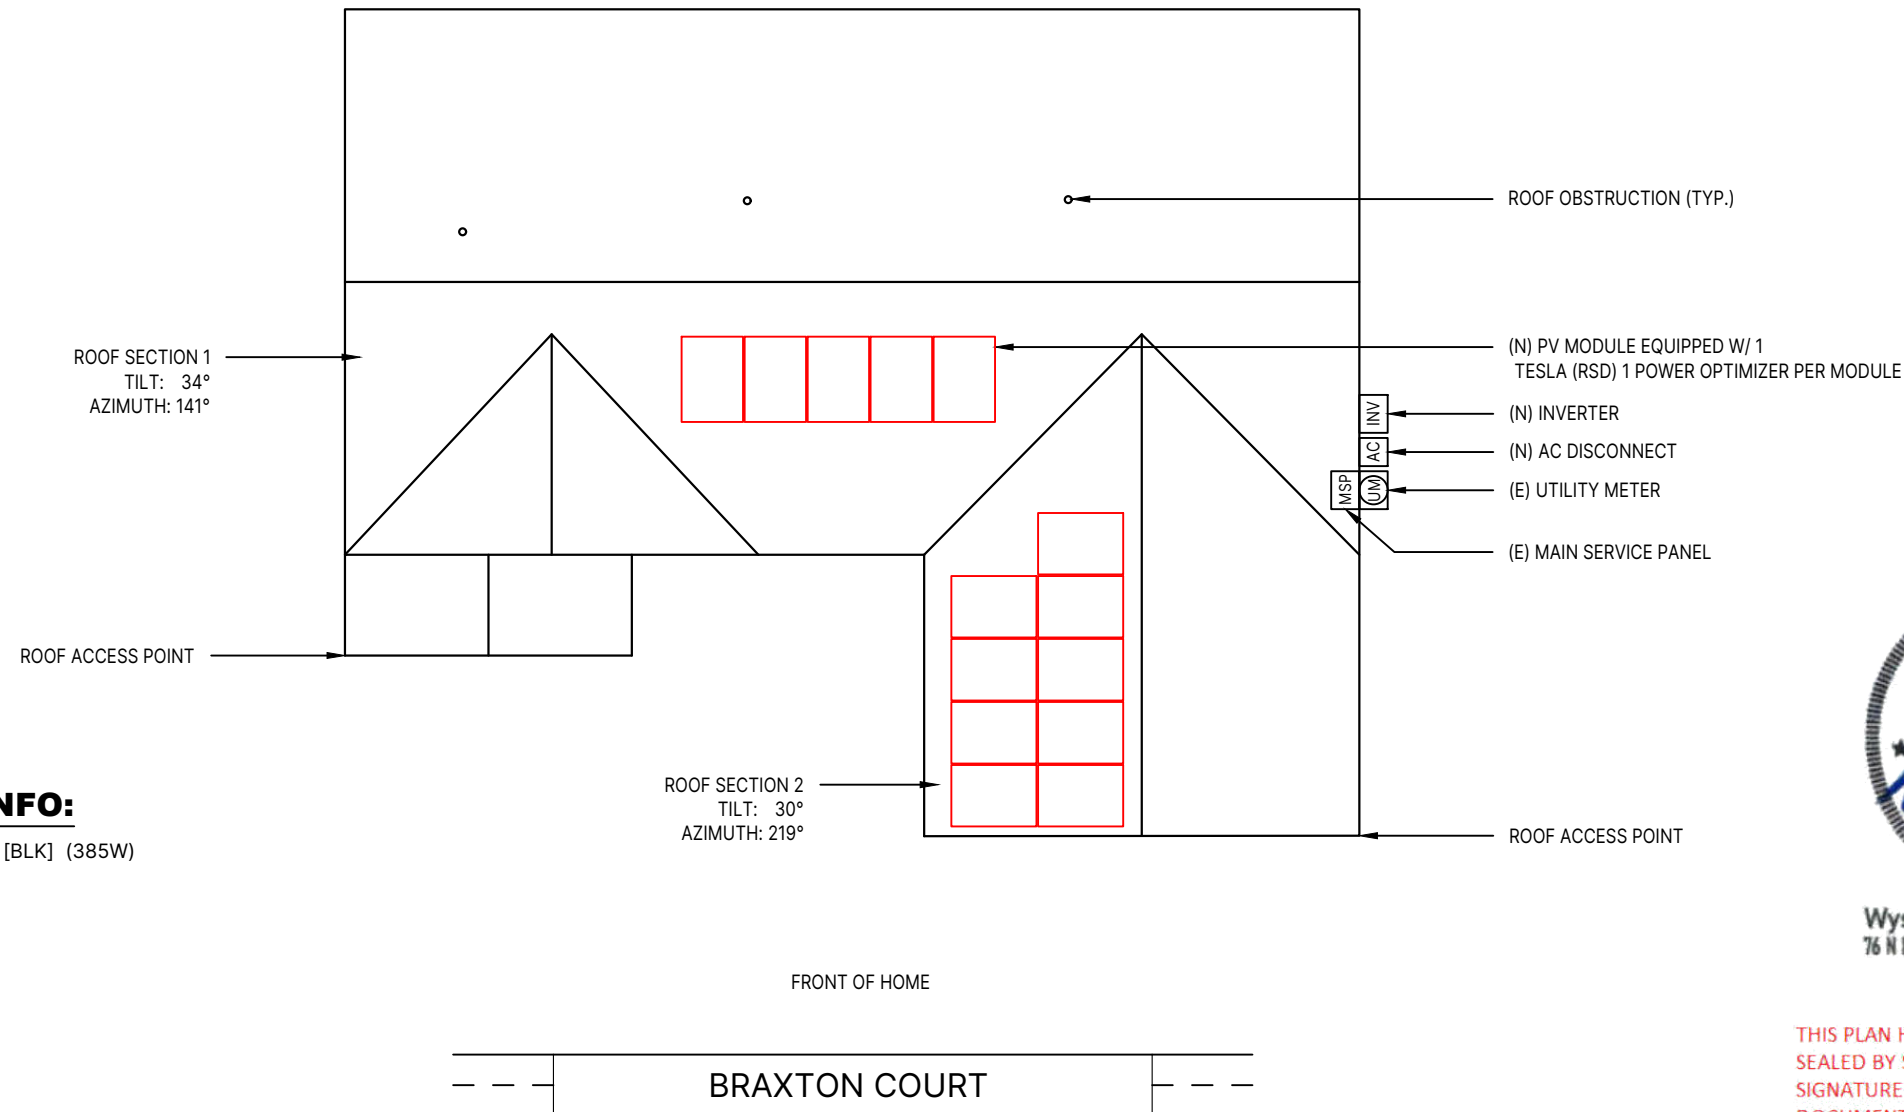 ROOF OBSTRUCTION (TYP.)
ROOF SECTION 1
TILT: 34°
AZIMUTH: 141°
(N) PV MODULE EQUIPPED W/ 1
TESLA (RSD) 1 POWER OPTIMIZER PER MODULE
INV
(N) INVERTER
AC
(N) AC DISCONNECT
MSP
UM
(E) UTILITY METER
(E) MAIN SERVICE PANEL
ROOF ACCESS POINT
ROOF SECTION 2
TILT: 30°
AZIMUTH: 219°
NFO:
[BLK] (385W)
ROOF ACCESS POINT
Wys
76 N
FRONT OF HOME
THIS PLAN H
SEALED BY
SIGNATURE
DOCUMENT
BRAXTON COURT